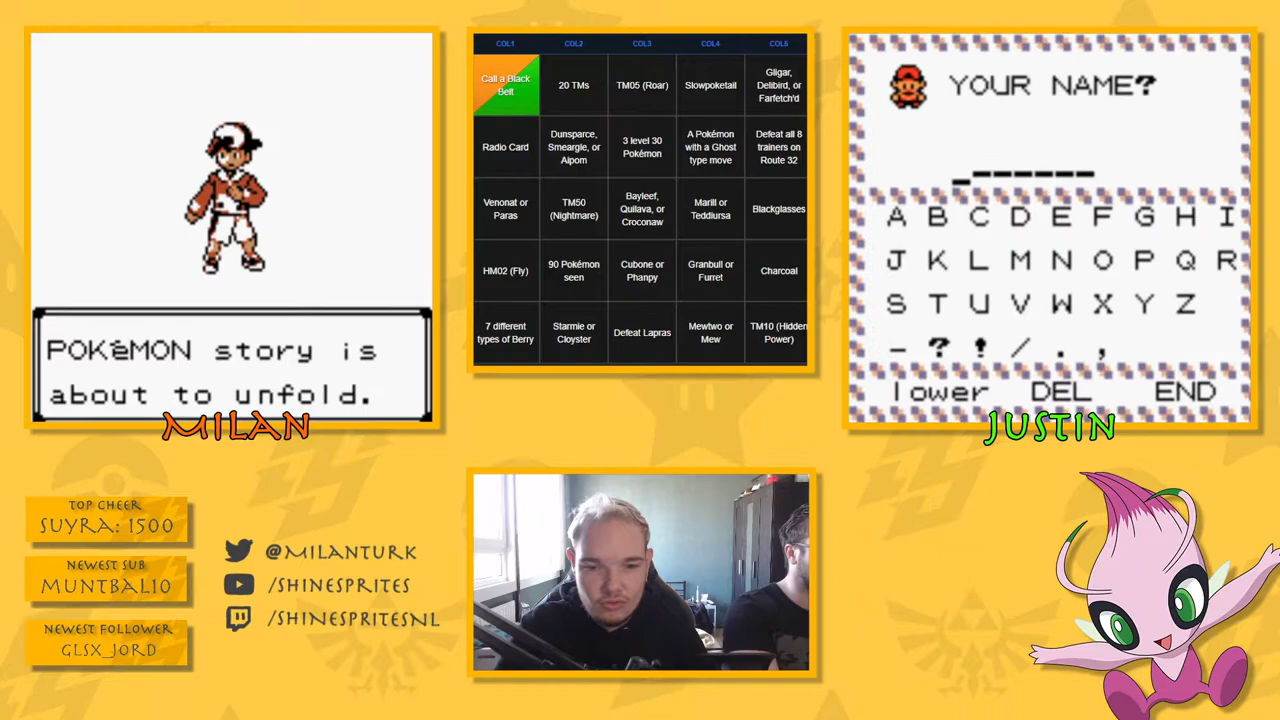 POKéMON story is
about to unfold.
MILAN
COL1 COL2 COL3 COL4 COL5
Call a Black
Belt
20 TMs
TM05 (Roar)
Slowpoketail
Gligar,
Delibird, or
Farfetch'd
Radio Card
Dunsparce,
Smeargle, or
Aipom
3 level 30
Pokémon
A Pokémon
with a Ghost
type move
Defeat all 8
trainers on
Route 32
Venonat or
Paras
TM50
(Nightmare)
Bayleef,
Quilava, or
Croconaw
Marill or
Teddiursa
Blackglasses
HM02 (Fly)
90 Pokémon
seen
Cubone or
Phanpy
Granbull or
Furret
Charcoal
7 different
types of Berry
Starmie or
Cloyster
Defeat Lapras
Mewtwo or
Mew
TM10 (Hidden
Power)
YOUR NAME?
A B C D E F G H I
J K L M N O P Q R
S T U V W X Y Z
- ? ! / . ,
lower DEL END
JUSTIN
TOP CHEER
SUYRA: 1500
NEWEST SUB
MUNTBAL10
NEWEST FOLLOWER
GLSX_JORD
@MILANTURK
/SHINESPRITES
/SHINESPRITESNL